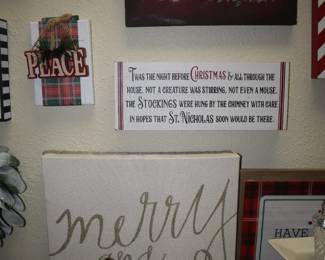 PEACE
'TWAS THE NIGHT BEFORE CHRISTMAS & ALL THROUGH THE
HOUSE, NOT A CREATURE WAS STIRRING, NOT EVEN A MOUSE.
THE STOCKINGS WERE HUNG BY THE CHIMNEY WITH CARE
IN HOPES THAT ST. NICHOLAS SOON WOULD BE THERE.
merry
and
HAVE